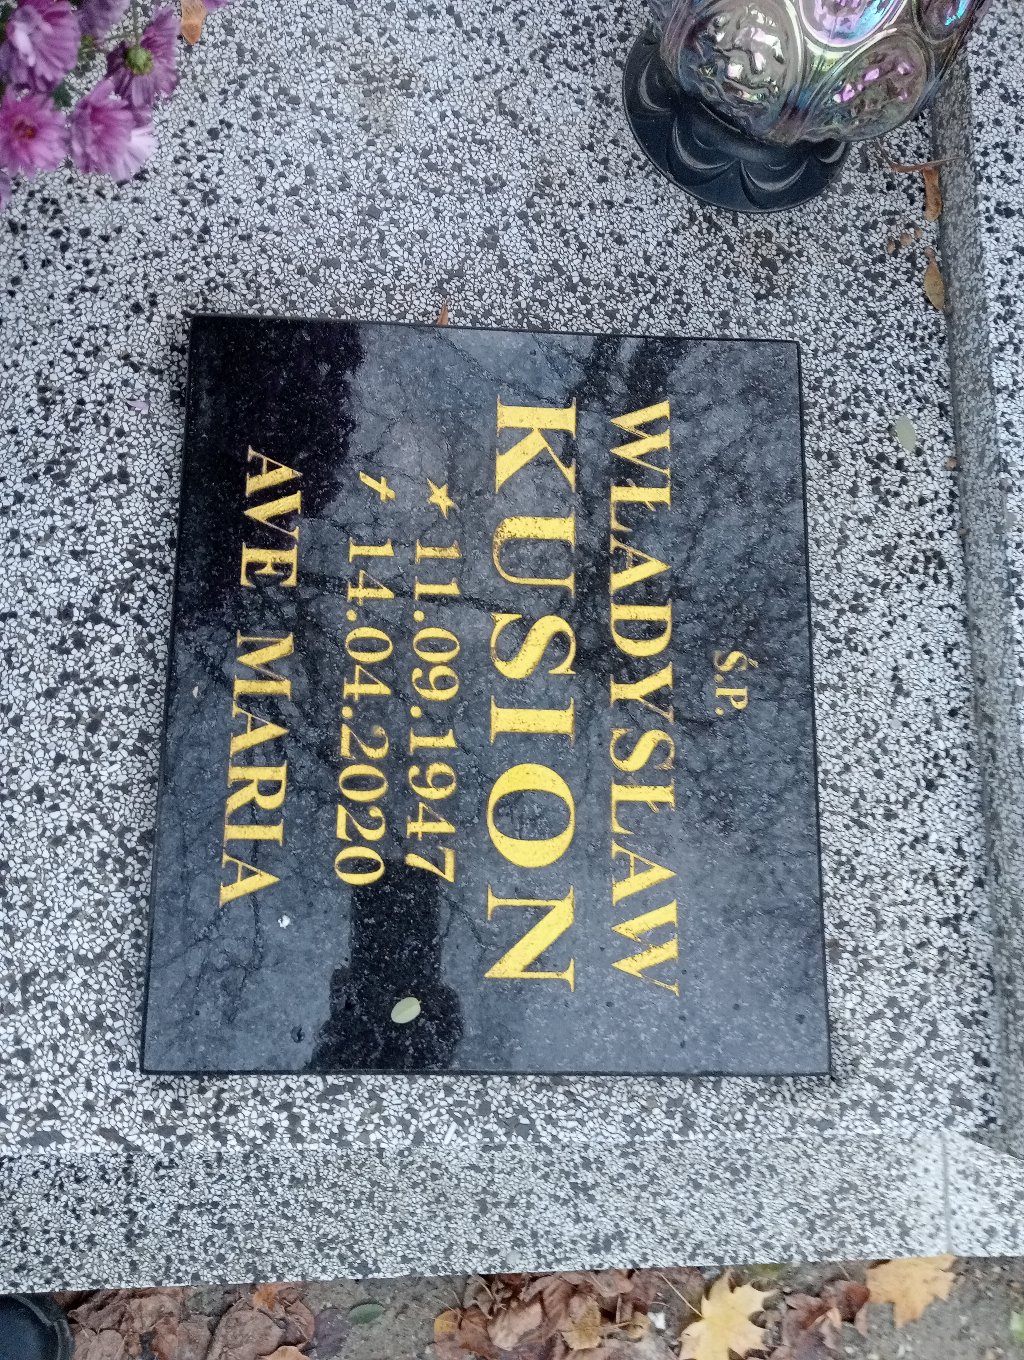 Ś.P.
WŁADYSŁAW
KUSION
★ 11.09.1947
✝ 14.04.2020
AVE MARIA